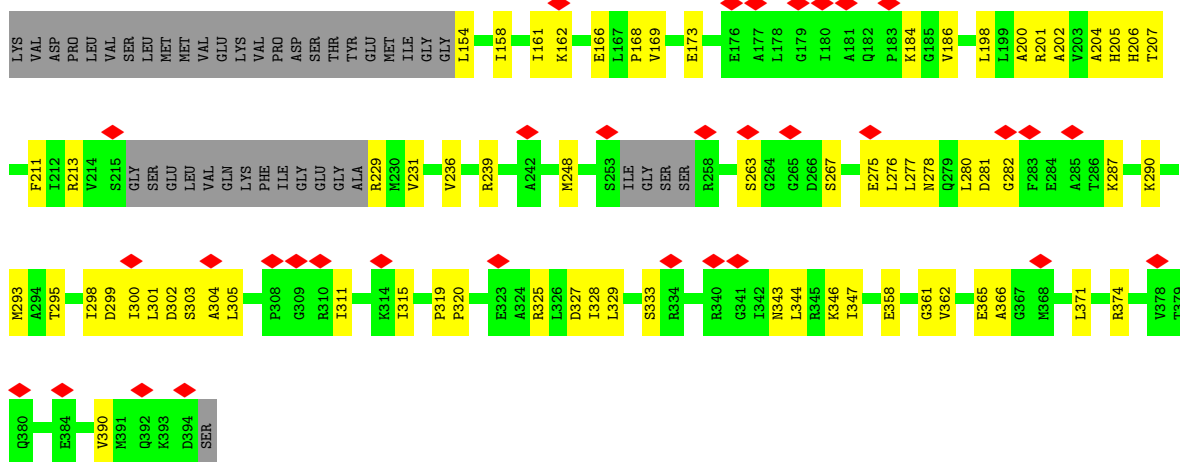 LYS VAL ASP PRO LEU VAL SER LEU MET MET VAL GLU LYS VAL PRO ASP SER THR TYR GLU MET ILE GLY GLY L154 I158 I161 K162 E166 L167 P168 V169 E173 E176 A177 L178 G179 I180 A181 Q182 P183 K184 G185 V186 L198 L199 A200 R201 A202 V203 A204 H205 H206 T207
F211 I212 R213 V214 S215 GLY SER GLU LEU VAL GLN LYS PHE ILE GLY GLU GLY ALA R229 M230 V231 V236 R239 A242 M248 S253 ILE GLY SER SER R258 S263 G264 G265 D266 S267 E275 L276 L277 N278 Q279 L280 D281 G282 F283 E284 A285 T286 K287 K290
M293 A294 T295 I298 D299 I300 L301 D302 S303 A304 L305 P308 G309 R310 I311 K314 I315 P319 P320 E323 A324 R325 L326 D327 I328 L329 S333 R334 R340 G341 I342 N343 L344 R345 K346 I347 E358 G361 V362 E365 A366 G367 M368 L371 R374 V378 T379
Q380 E384 V390 M391 Q392 K393 D394 SER